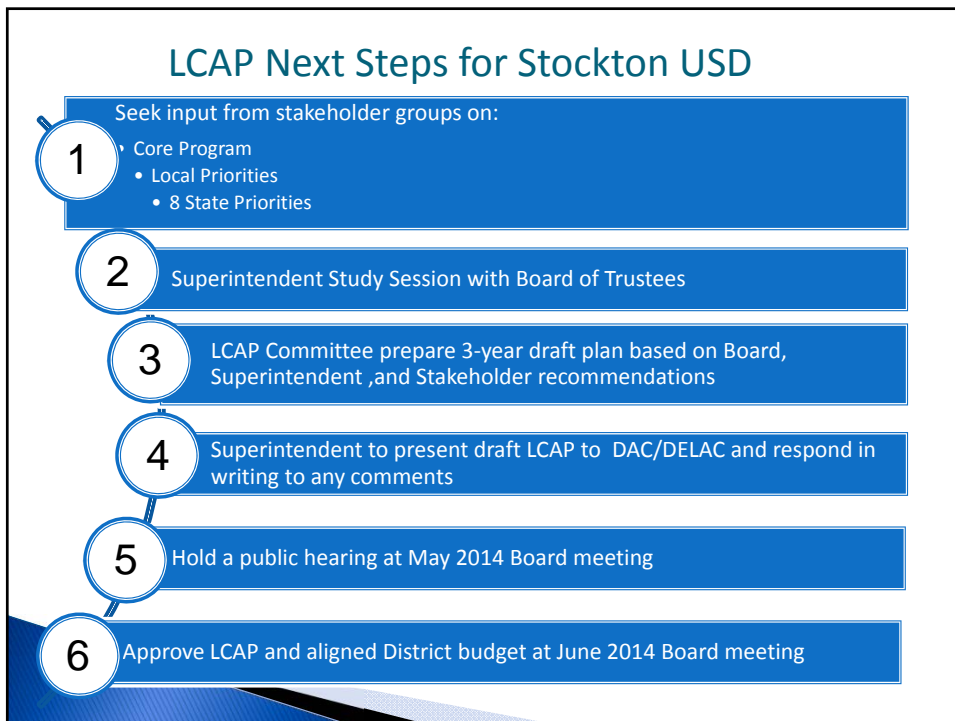 LCAP Next Steps for Stockton USD
1
Seek input from stakeholder groups on:
• Core Program
• Local Priorities
• 8 State Priorities
2
Superintendent Study Session with Board of Trustees
3
LCAP Committee prepare 3-year draft plan based on Board,
Superintendent ,and Stakeholder recommendations
4
Superintendent to present draft LCAP to DAC/DELAC and respond in
writing to any comments
5
Hold a public hearing at May 2014 Board meeting
6
Approve LCAP and aligned District budget at June 2014 Board meeting